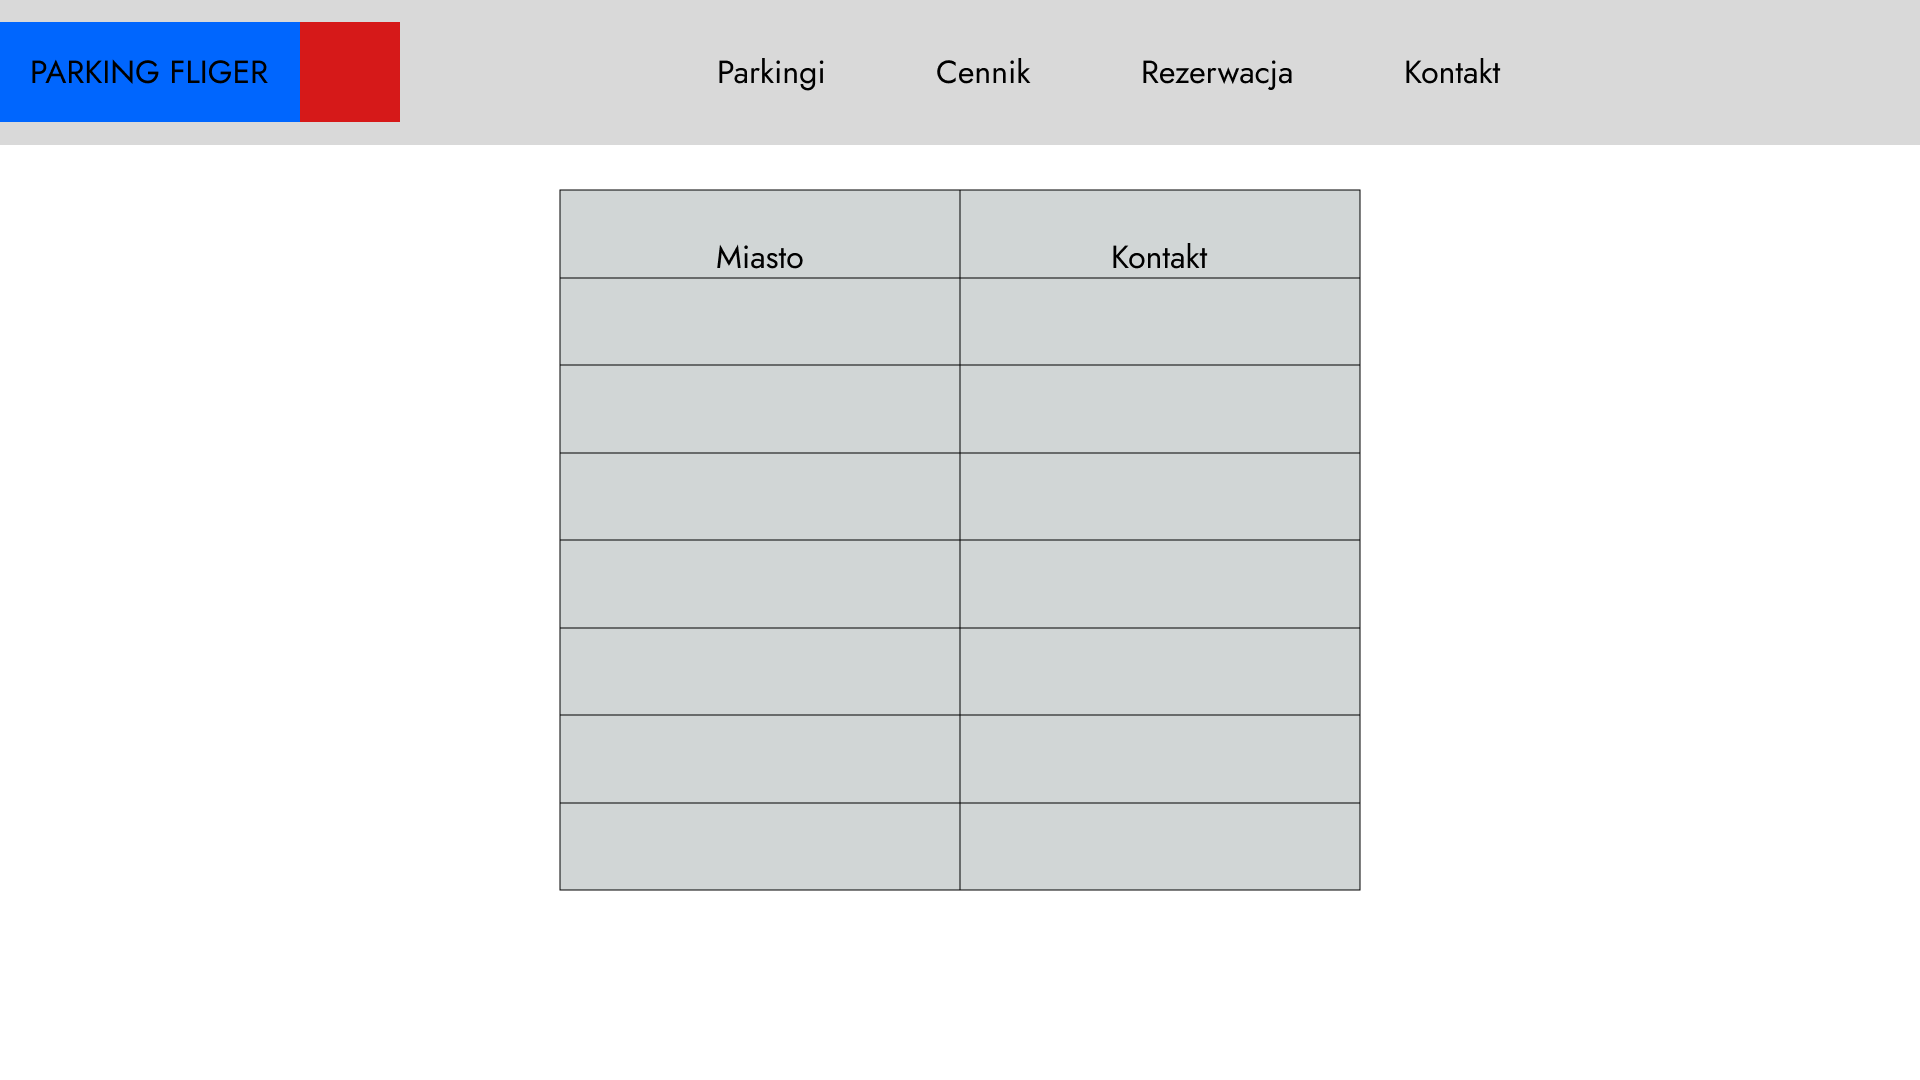 PARKING FLIGER
Parkingi
Cennik
Rezerwacja
Kontakt
Miasto
Kontakt